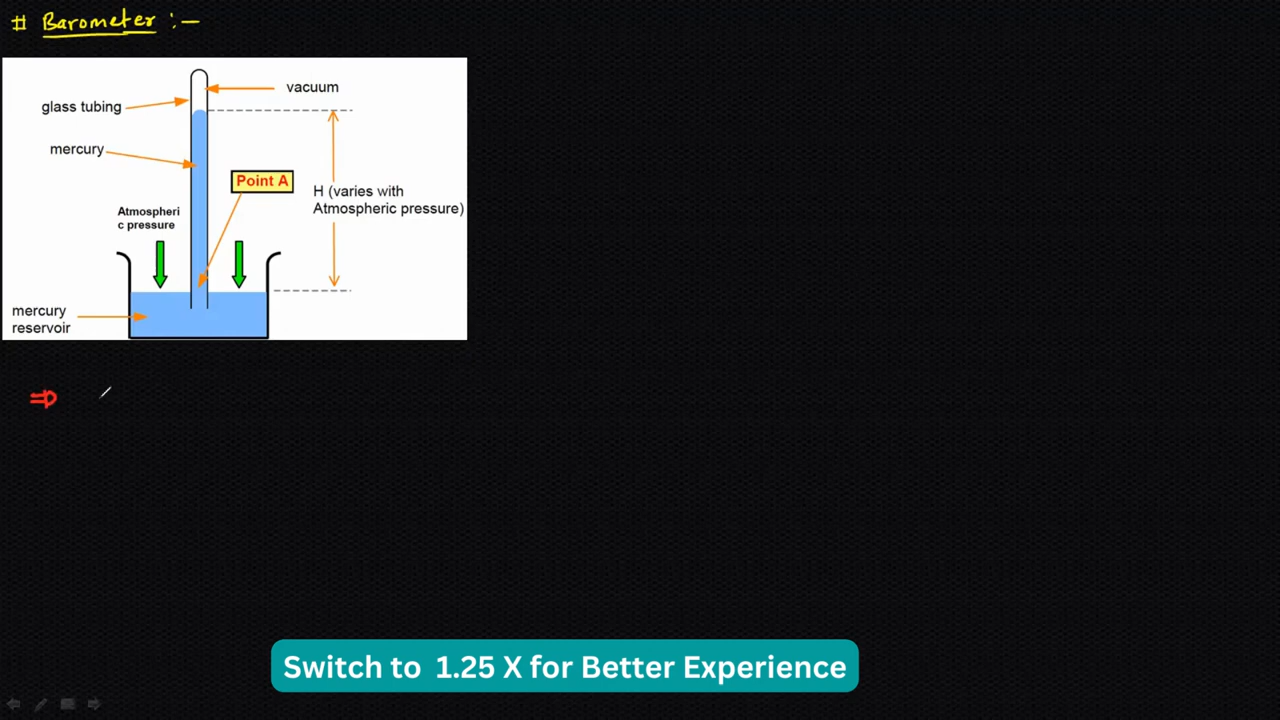 # Barometer :-
vacuum
glass tubing
mercury
Point A
H (varies with
Atmospheric pressure)
Atmospheri
c pressure
mercury
reservoir
⇒
Switch to 1.25 X for Better Experience